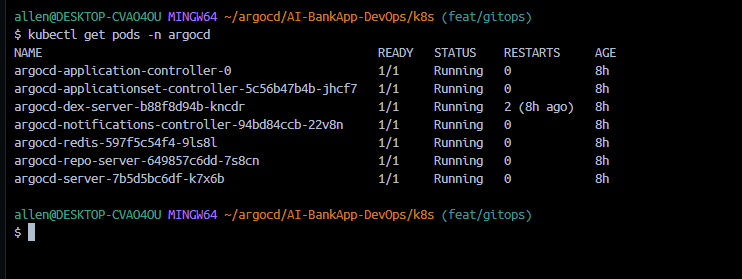 allen@DESKTOP-CVAO4OU MINGW64 ~/argocd/AI-BankApp-DevOps/k8s (feat/gitops)
$ kubectl get pods -n argocd
NAME READY STATUS RESTARTS AGE
argocd-application-controller-0 1/1 Running 0 8h
argocd-applicationset-controller-5c56b47b4b-jhcf7 1/1 Running 0 8h
argocd-dex-server-b88f8d94b-kncdr 1/1 Running 2 (8h ago) 8h
argocd-notifications-controller-94bd84ccb-22v8n 1/1 Running 0 8h
argocd-redis-597f5c54f4-9ls8l 1/1 Running 0 8h
argocd-repo-server-649857c6dd-7s8cn 1/1 Running 0 8h
argocd-server-7b5d5bc6df-k7x6b 1/1 Running 0 8h
allen@DESKTOP-CVAO4OU MINGW64 ~/argocd/AI-BankApp-DevOps/k8s (feat/gitops)
$